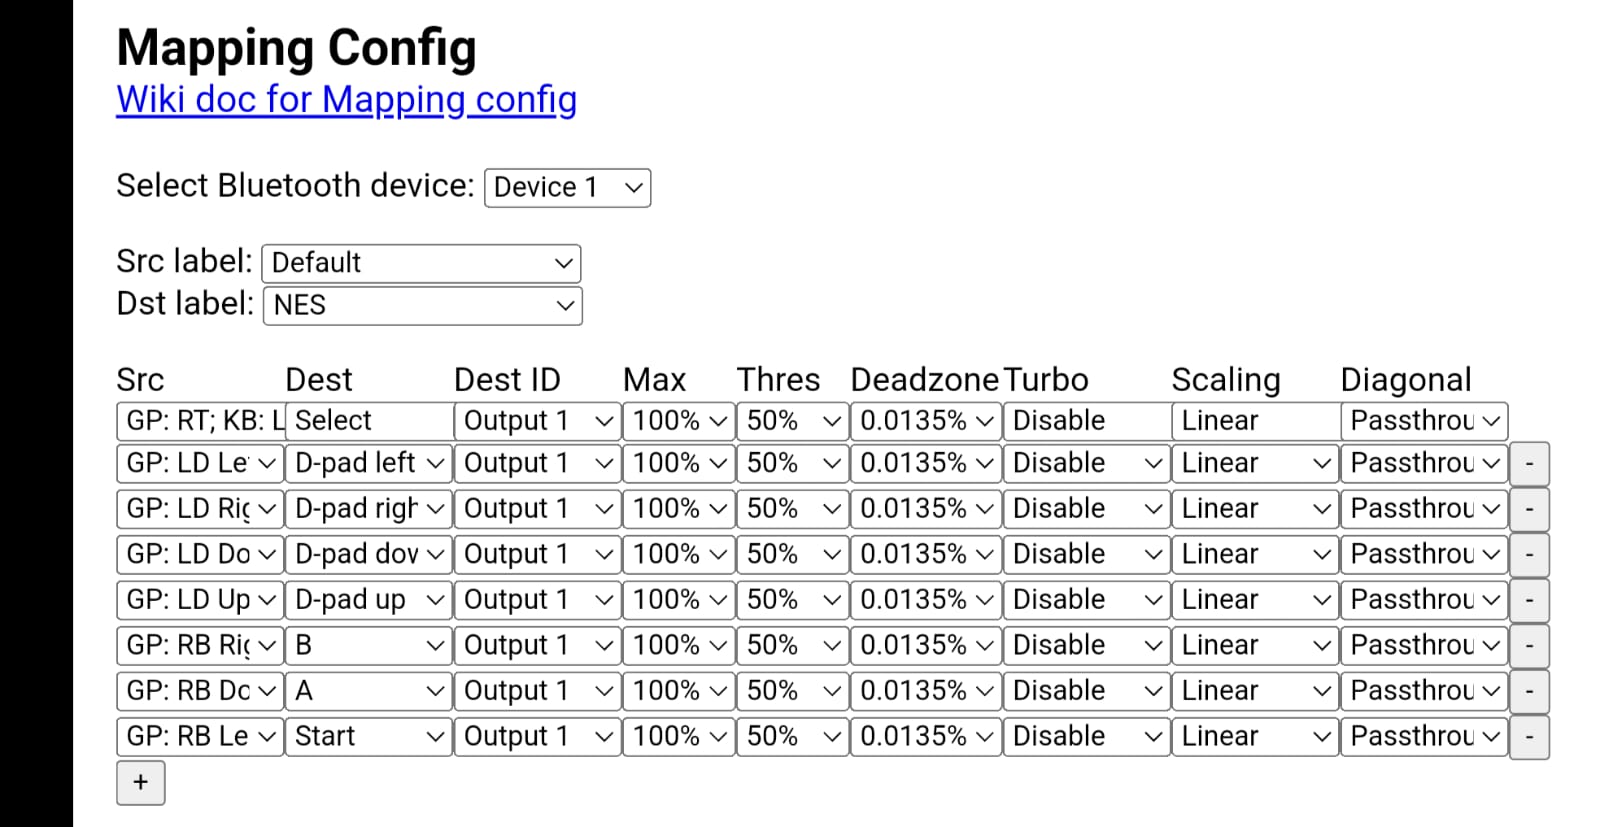 Mapping Config
Wiki doc for Mapping config
Select Bluetooth device: Device 1
Src label: Default
Dst label: NES
Src Dest Dest ID Max Thres Deadzone Turbo Scaling Diagonal
GP: RT; KB: L Select Output 1 100% 50% 0.0135% Disable Linear Passthrou
GP: LD Le D-pad left Output 1 100% 50% 0.0135% Disable Linear Passthrou -
GP: LD Rig D-pad righ Output 1 100% 50% 0.0135% Disable Linear Passthrou -
GP: LD Do D-pad dov Output 1 100% 50% 0.0135% Disable Linear Passthrou -
GP: LD Up D-pad up Output 1 100% 50% 0.0135% Disable Linear Passthrou -
GP: RB Rig B Output 1 100% 50% 0.0135% Disable Linear Passthrou -
GP: RB Do A Output 1 100% 50% 0.0135% Disable Linear Passthrou -
GP: RB Le Start Output 1 100% 50% 0.0135% Disable Linear Passthrou -
+